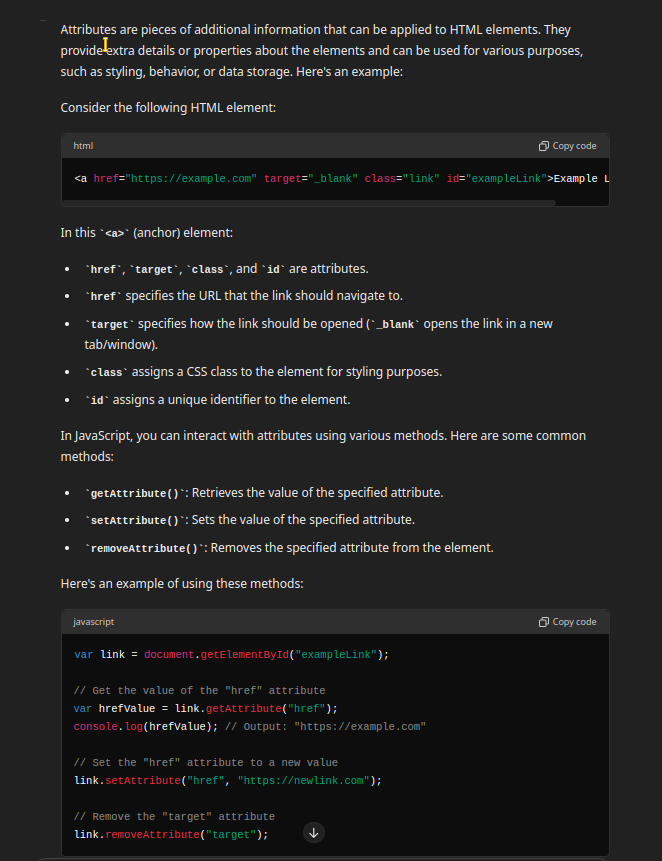 Attributes are pieces of additional information that can be applied to HTML elements. They
provide extra details or properties about the elements and can be used for various purposes,
such as styling, behavior, or data storage. Here's an example:
Consider the following HTML element:
html Copy code
<a href="https://example.com" target="_blank" class="link" id="exampleLink">Example L
In this `<a>` (anchor) element:
• `href`, `target`, `class`, and `id` are attributes.
• `href` specifies the URL that the link should navigate to.
• `target` specifies how the link should be opened (`_blank` opens the link in a new
tab/window).
• `class` assigns a CSS class to the element for styling purposes.
• `id` assigns a unique identifier to the element.
In JavaScript, you can interact with attributes using various methods. Here are some common
methods:
• `getAttribute()`: Retrieves the value of the specified attribute.
• `setAttribute()`: Sets the value of the specified attribute.
• `removeAttribute()`: Removes the specified attribute from the element.
Here's an example of using these methods:
javascript Copy code
var link = document.getElementById("exampleLink");
// Get the value of the "href" attribute
var hrefValue = link.getAttribute("href");
console.log(hrefValue); // Output: "https://example.com"
// Set the "href" attribute to a new value
link.setAttribute("href", "https://newlink.com");
// Remove the "target" attribute
link.removeAttribute("target");